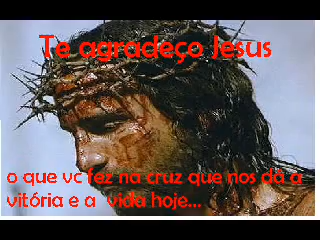 Te agradeço Jesus
o que vc fez na cruz que nos dá a
vitória e a vida hoje...